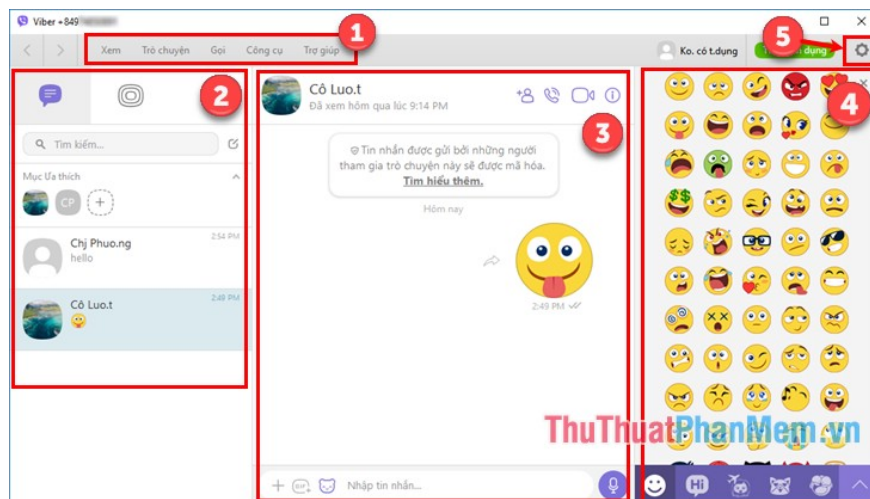 Viber +849
Xem Trò chuyện Gọi Công cụ Trợ giúp
1
Ko. có t.dụng
dụng
5
2
Tìm kiếm...
Mục Ưa thích
CP
Chị Phuo.ng
2:54 PM
hello
Cô Luo.t
2:49 PM
Cô Luo.t
Đã xem hôm qua lúc 9:14 PM
3
Tin nhắn được gửi bởi những người
tham gia trò chuyện này sẽ được mã hóa.
Tìm hiểu thêm.
Hôm nay
2:49 PM
GIF
Nhập tin nhắn...
4
ThuThuatPhanMem.vn
Hi